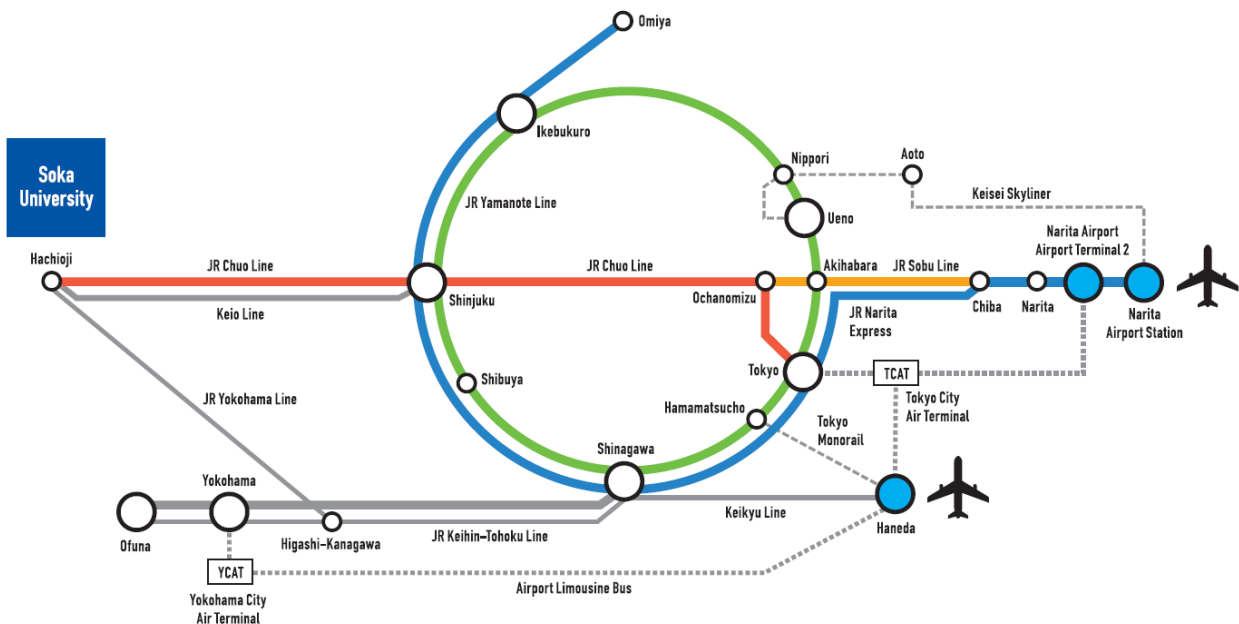 Omiya
Ikebukuro
Nippori
Aoto
Soka
University
JR Yamanote Line
Keisei Skyliner
Ueno
Narita Airport
Airport Terminal 2
Hachioji
JR Chuo Line
JR Chuo Line
Akihabara
JR Sobu Line
Keio Line
Shinjuku
Ochanomizu
JR Narita
Express
Chiba
Narita
Narita
Airport Station
Shibuya
Tokyo
TCAT
Tokyo City
Air Terminal
JR Yokohama Line
Hamamatsucho
Tokyo
Monorail
Shinagawa
Yokohama
Keikyu Line
Haneda
Ofuna
Higashi-Kanagawa
JR Keihin-Tohoku Line
YCAT
Airport Limousine Bus
Yokohama City
Air Terminal